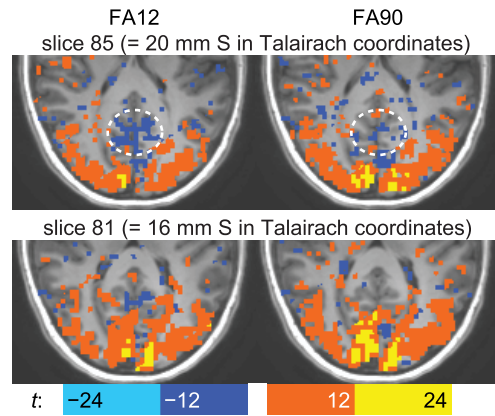 FA12 FA90
slice 85 (= 20 mm S in Talairach coordinates)
slice 81 (= 16 mm S in Talairach coordinates)
t: −24 −12 12 24